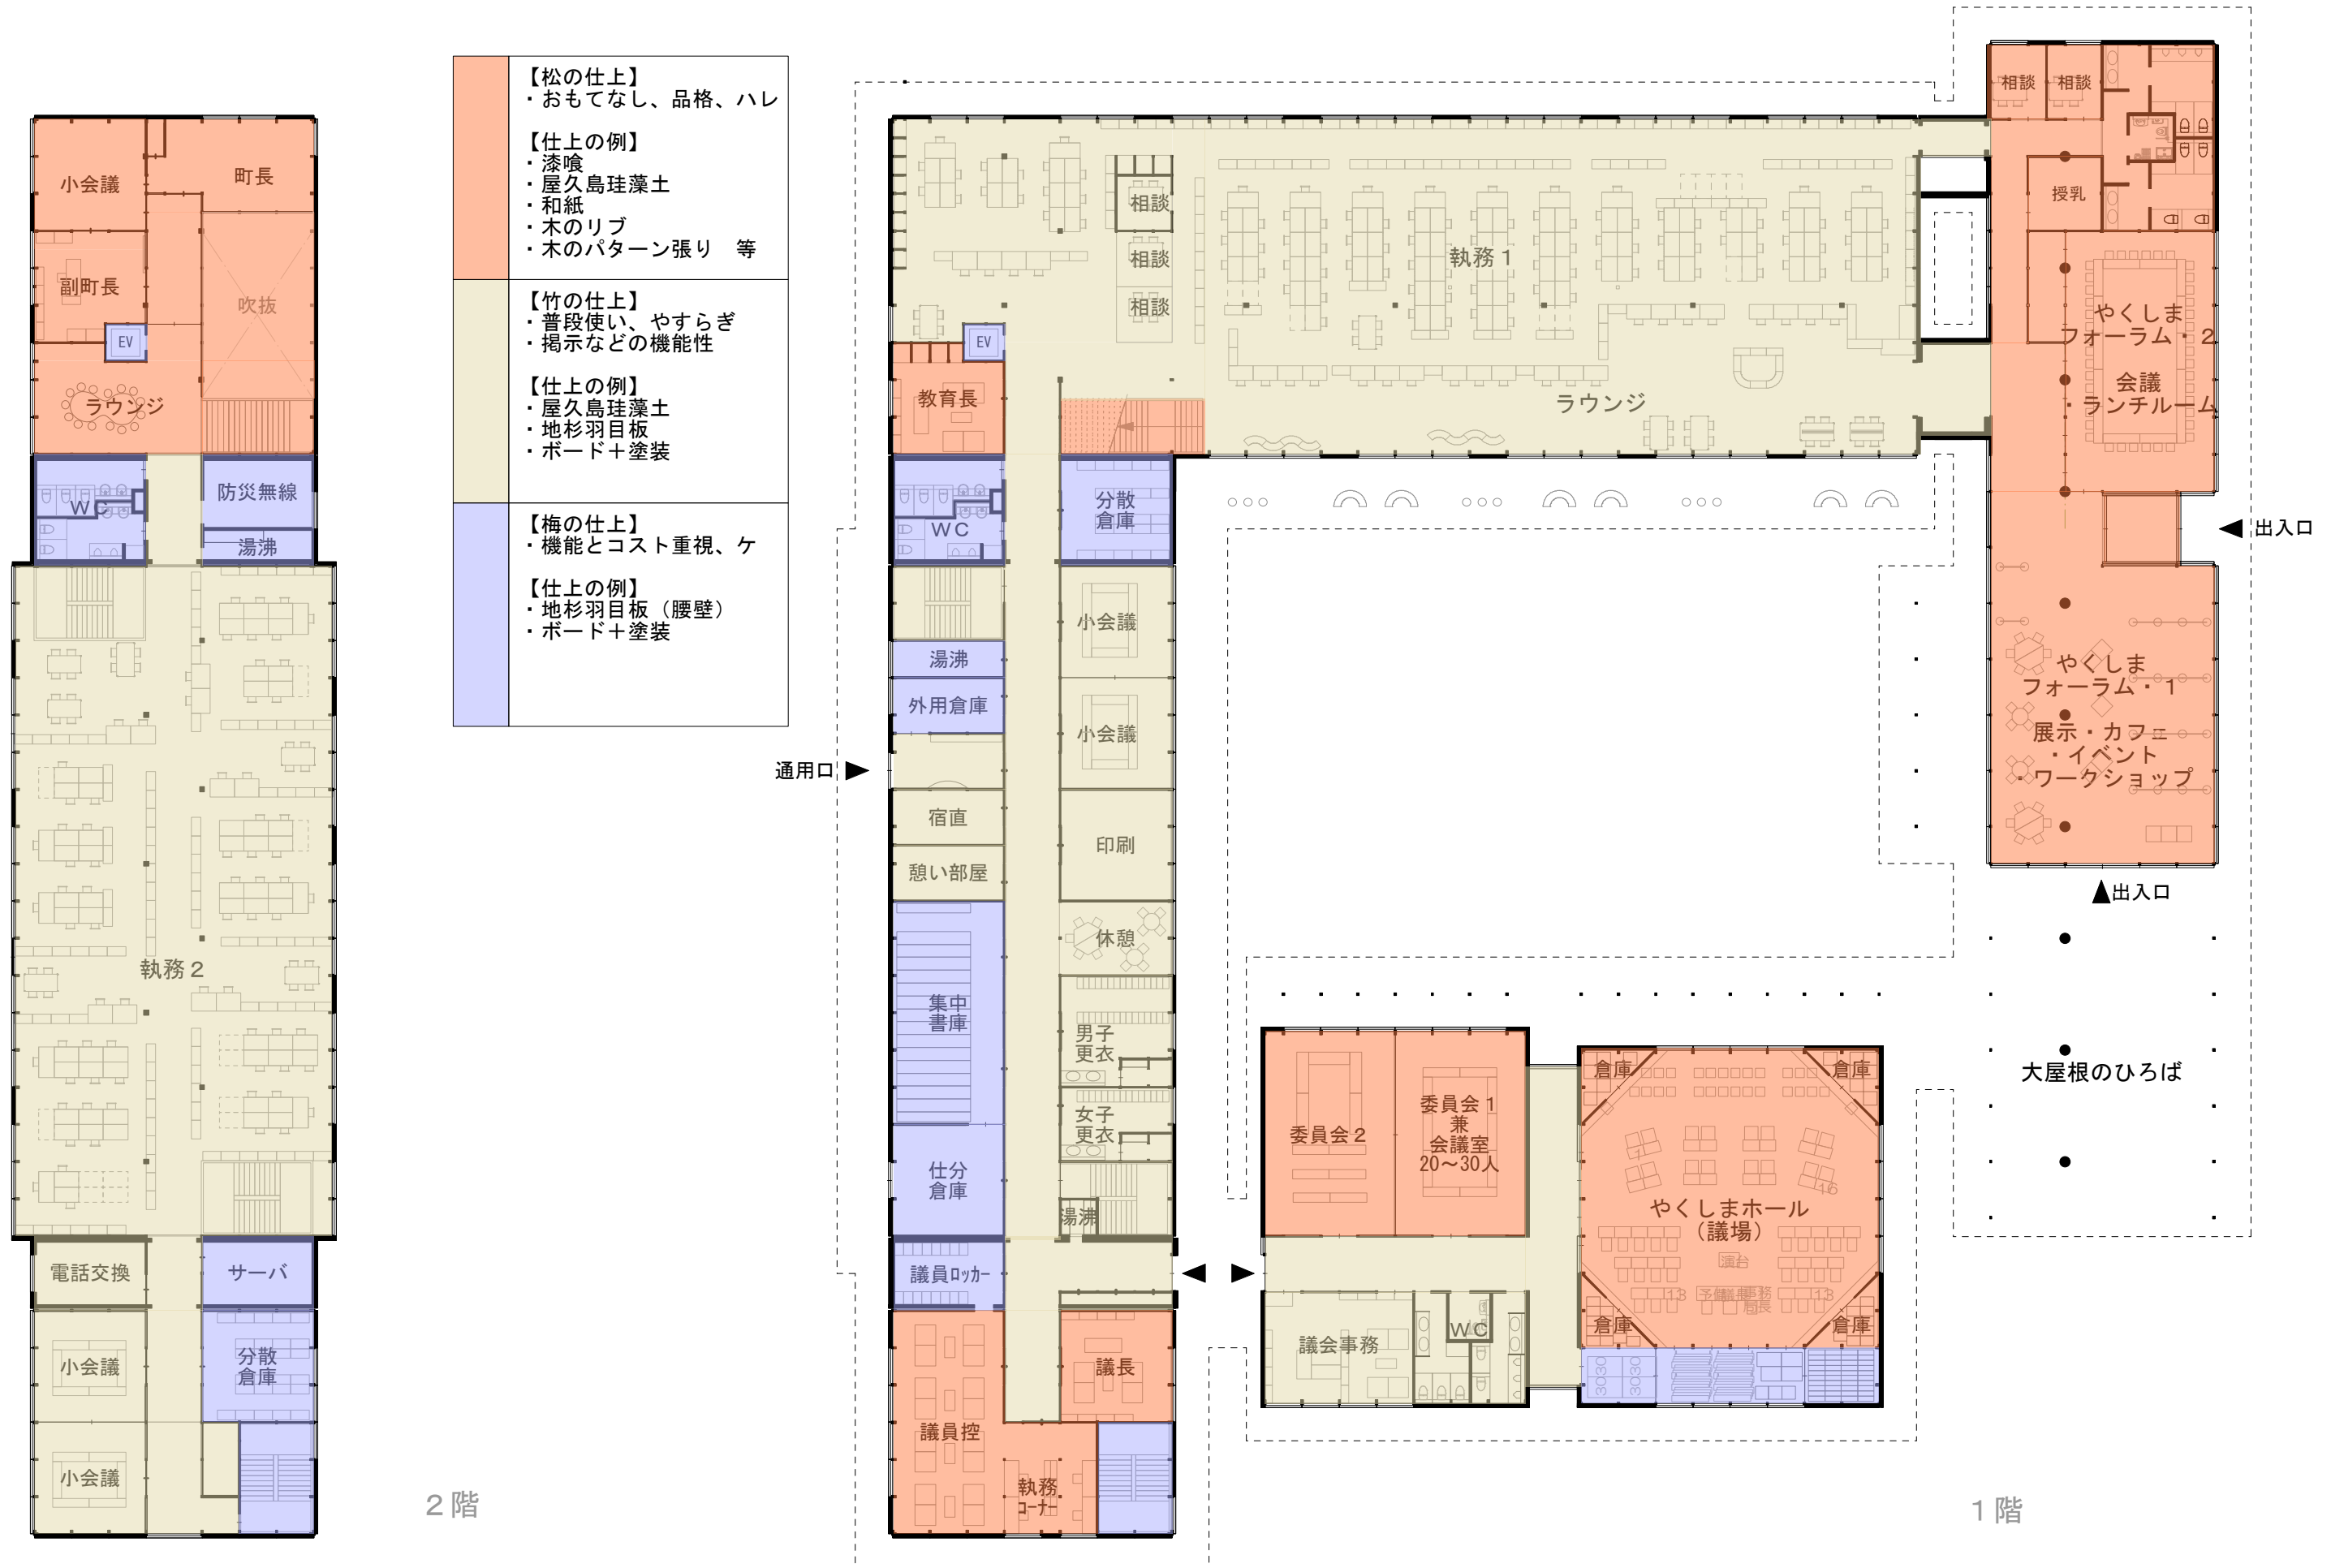 【松の仕上】
・おもてなし、品格、ハレ
【仕上の例】
・漆喰
・屋久島珪藻土
・和紙
・木のリブ
・木のパターン張り　等
【竹の仕上】
・普段使い、やすらぎ
・掲示などの機能性
【仕上の例】
・屋久島珪藻土
・地杉羽目板
・ボード＋塗装
【梅の仕上】
・機能とコスト重視、ケ
【仕上の例】
・地杉羽目板（腰壁）
・ボード＋塗装
小会議
町長
副町長
吹抜
EV
ラウンジ
ＷＣ
防災無線
湯沸
執務２
電話交換
サーバ
小会議
分散
倉庫
小会議
２階
相談
相談
相談
執務１
EV
教育長
ラウンジ
ＷＣ
分散
倉庫
小会議
湯沸
外用倉庫
小会議
通用口
宿直
印刷
憩い部屋
休憩
集中
書庫
男子
更衣
女子
更衣
仕分
倉庫
湯沸
議員ﾛｯｶｰ
議長
議員控
執務
ｺｰﾅｰ
相談
相談
授乳
やくしま
フォーラム・２
会議
・ランチルーム
出入口
やくしま
フォーラム・１
展示・カフェ
・イベント
・ワークショップ
出入口
大屋根のひろば
委員会２
委員会１
兼
会議室
20～30人
倉庫
倉庫
16
やくしまホール
（議場）
演台
13
予備
議長
事務
局長
13
倉庫
倉庫
議会事務
ＷＣ
3030
3030
１階